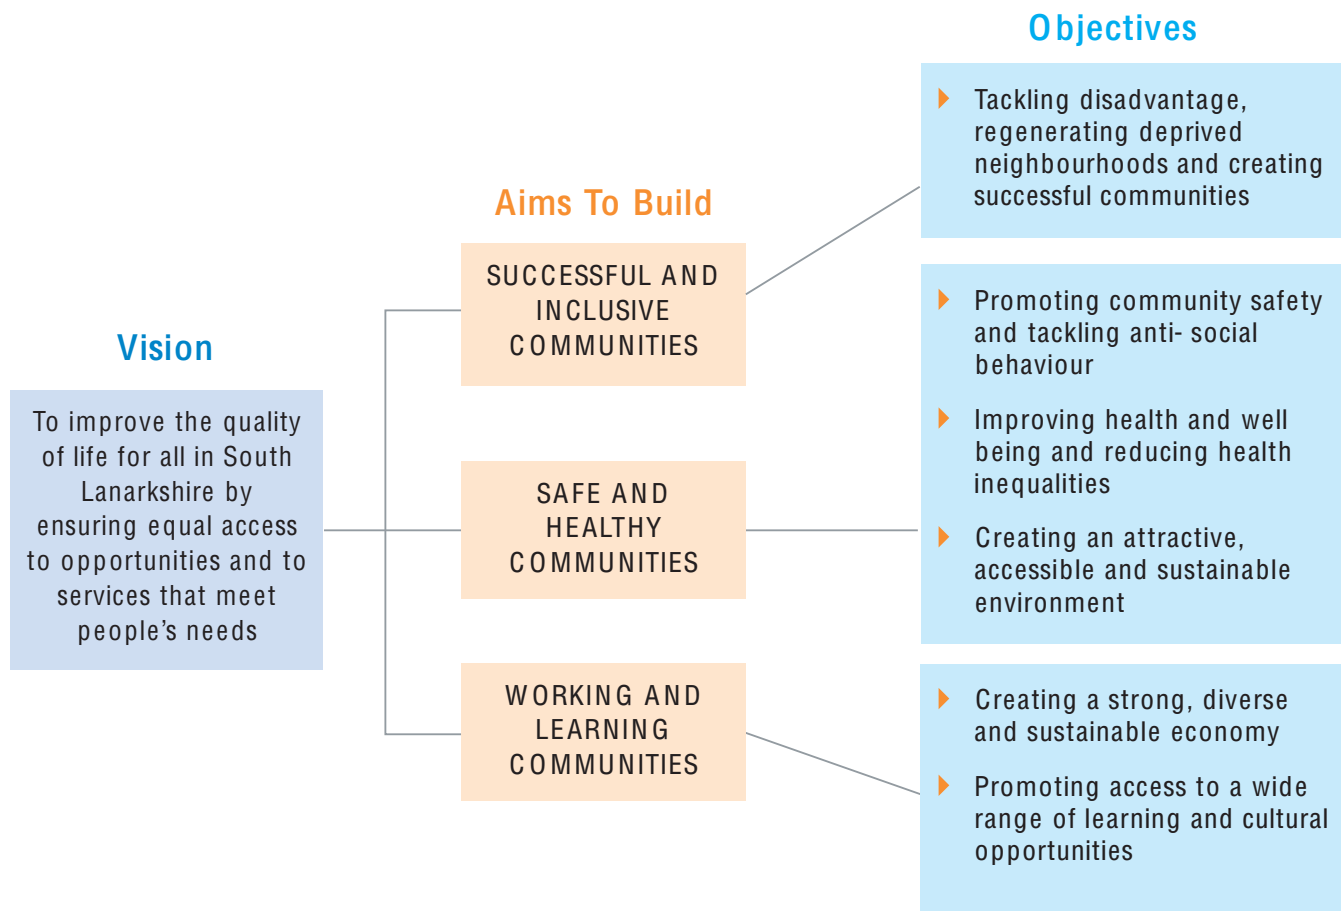 Vision
To improve the quality
of life for all in South
Lanarkshire by
ensuring equal access
to opportunities and to
services that meet
people’s needs
Aims To Build
SUCCESSFUL AND
INCLUSIVE
COMMUNITIES
SAFE AND
HEALTHY
COMMUNITIES
WORKING AND
LEARNING
COMMUNITIES
Objectives
Tackling disadvantage,
regenerating deprived
neighbourhoods and creating
successful communities
Promoting community safety
and tackling anti- social
behaviour
Improving health and well
being and reducing health
inequalities
Creating an attractive,
accessible and sustainable
environment
Creating a strong, diverse
and sustainable economy
Promoting access to a wide
range of learning and cultural
opportunities